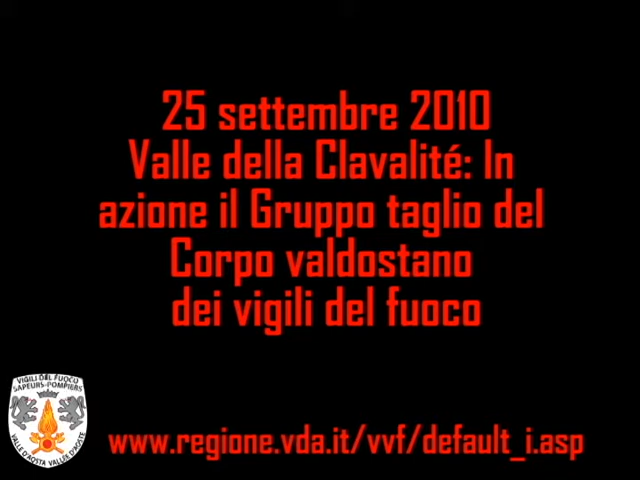 25 settembre 2010
Valle della Clavalité: In
azione il Gruppo taglio del
Corpo valdostano
dei vigili del fuoco
VIGILI DEL FUOCO
SAPEURS-POMPIERS
VALLE D'AOSTA VALLÉE D'AOSTE
www.regione.vda.it/vvf/default_i.asp